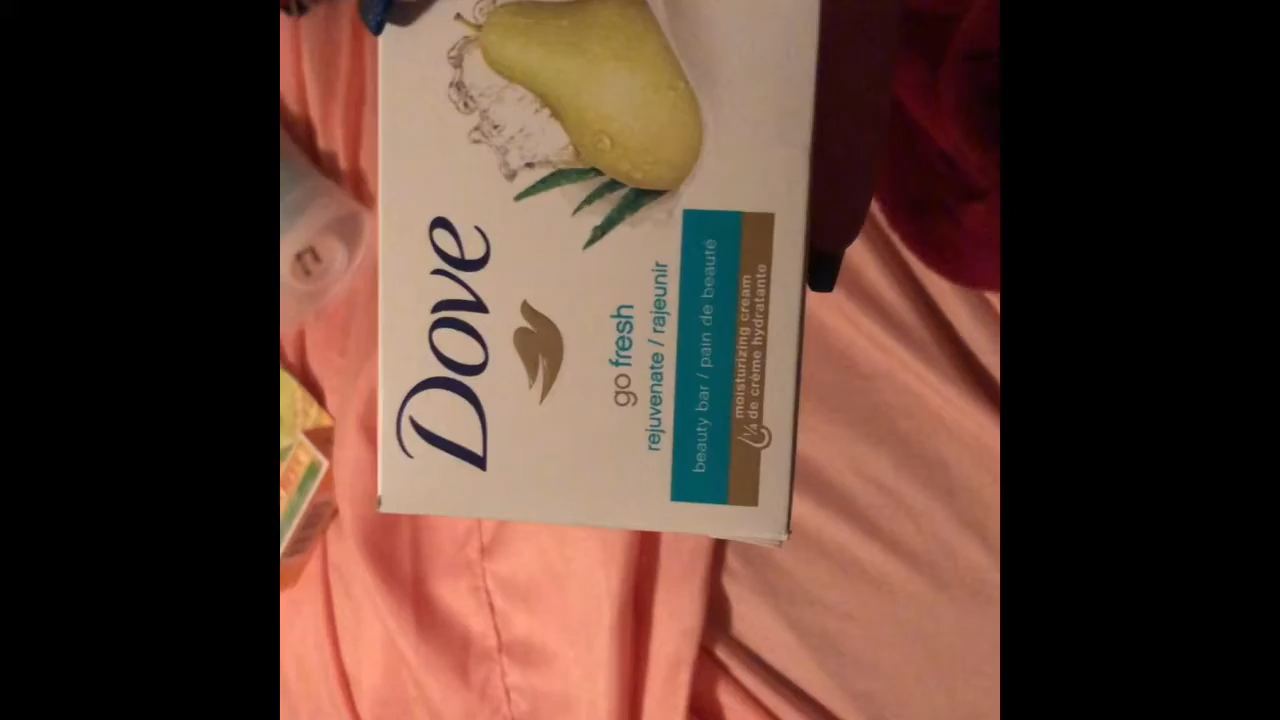 Dove
go fresh
rejuvenate / rajeunir
beauty bar / pain de beauté
¼ moisturizing cream
de crème hydratante